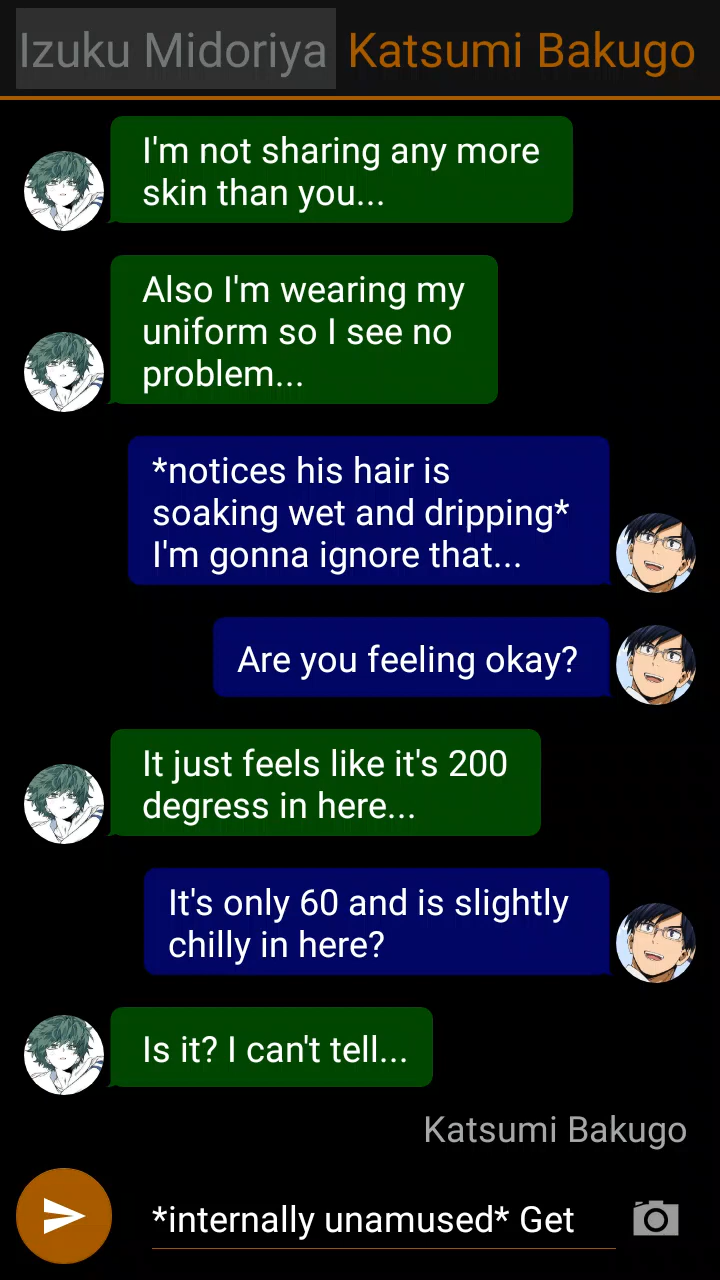 Izuku Midoriya Katsumi Bakugo
I'm not sharing any more
skin than you...
Also I'm wearing my
uniform so I see no
problem...
*notices his hair is
soaking wet and dripping*
I'm gonna ignore that...
Are you feeling okay?
It just feels like it's 200
degress in here...
It's only 60 and is slightly
chilly in here?
Is it? I can't tell...
Katsumi Bakugo
*internally unamused* Get